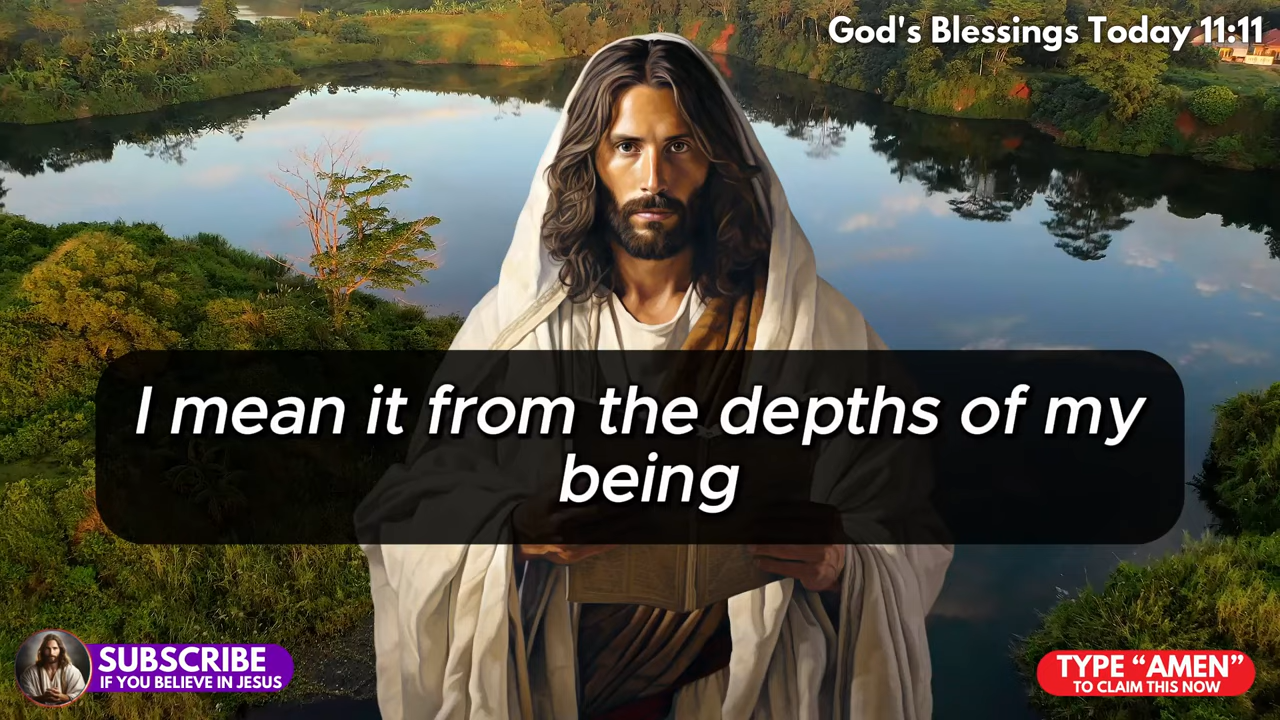 God's Blessings Today 11:11
I mean it from the depths of my
being
SUBSCRIBE
IF YOU BELIEVE IN JESUS
TYPE “AMEN”
TO CLAIM THIS NOW